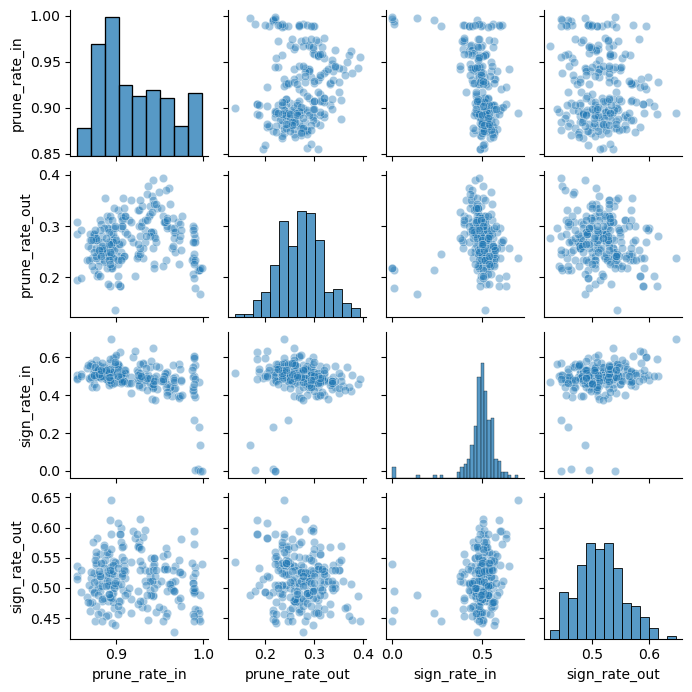 prune_rate_in
1.00
0.95
0.90
0.85
prune_rate_out
0.4
0.3
0.2
sign_rate_in
0.6
0.4
0.2
0.0
sign_rate_out
0.65
0.60
0.55
0.50
0.45
0.9 1.0 0.2 0.3 0.4 0.0 0.5 0.5 0.6
prune_rate_in prune_rate_out sign_rate_in sign_rate_out